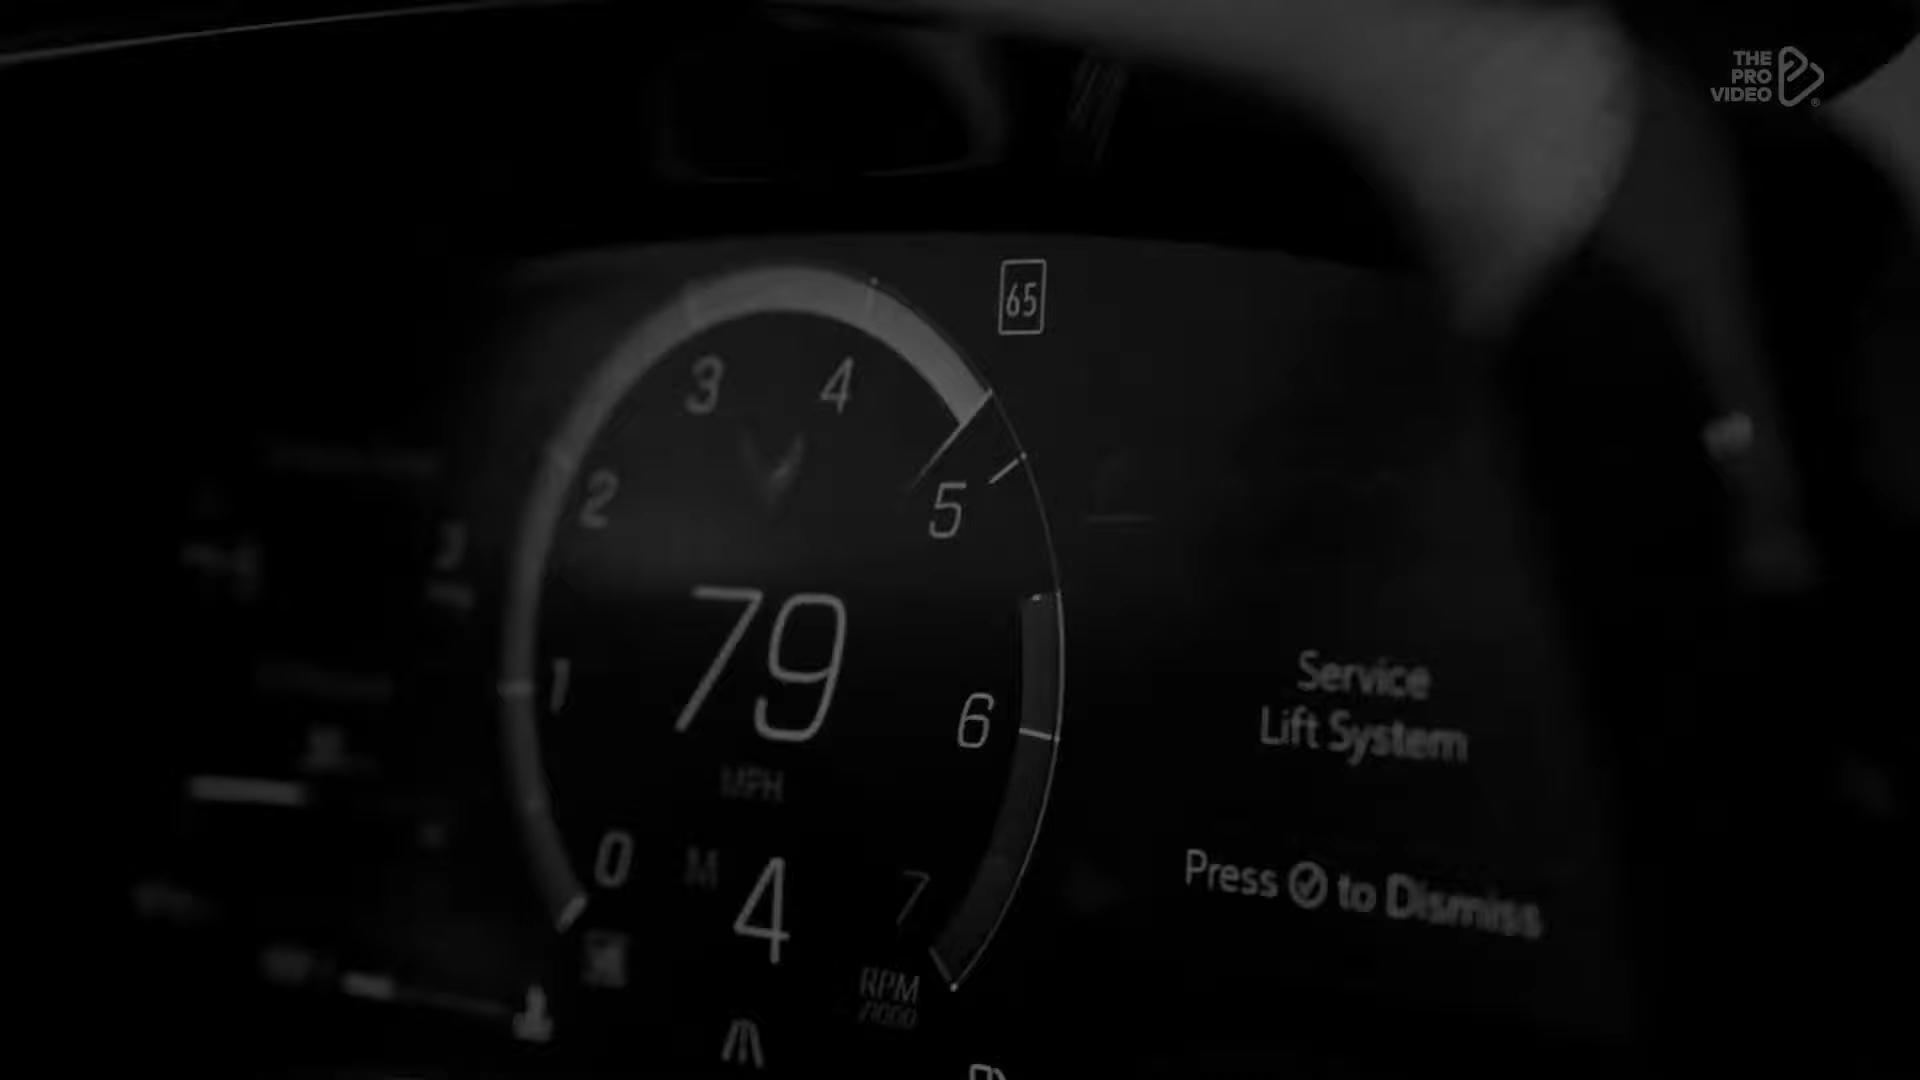 THE
PRO
VIDEO
65
3
4
2
5
79
1
6
MPH
Service
Lift System
0
M
4
7
Press to Dismiss
RPM
/1000